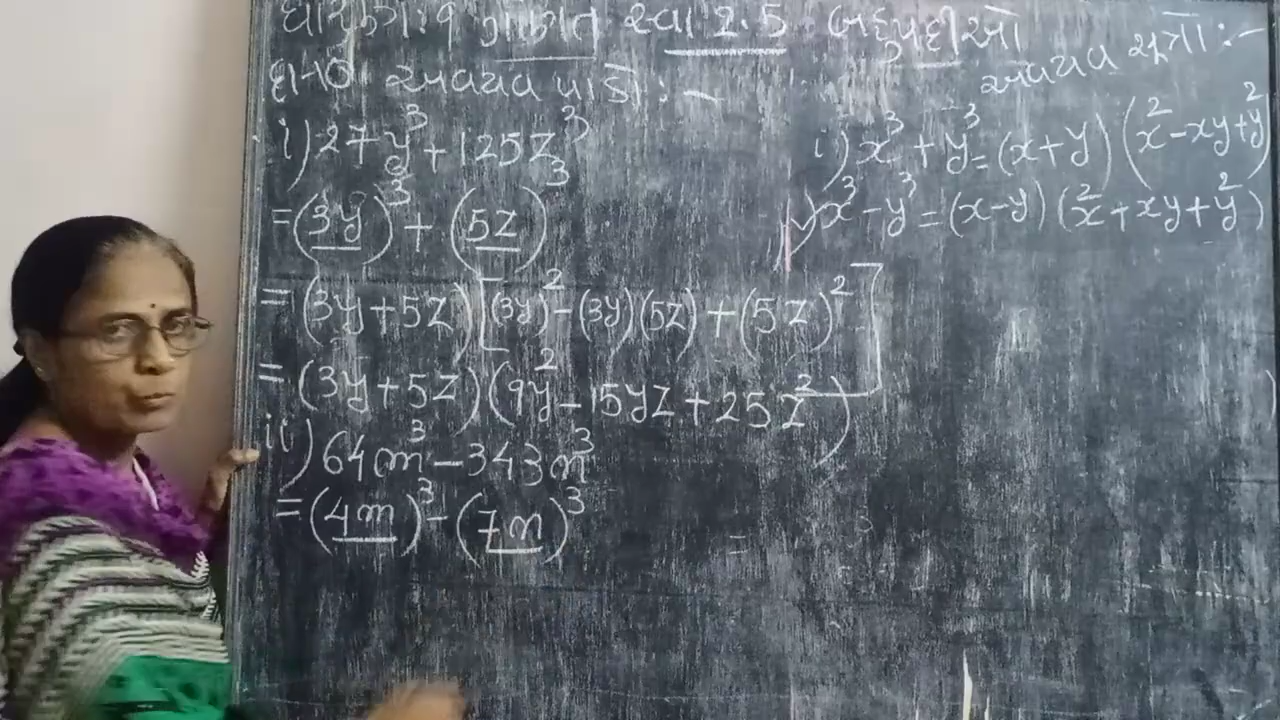 ધોરણ : 9 ગણિત સ્વા 2.5 બહુપદીઓ
અવયવ પાડો : -
i) 27y³ + 125z³
= (3y)³ + (5z)³
= (3y+5z) [(3y)² - (3y)(5z) + (5z)²]
= (3y+5z) (9y² - 15yz + 25z²)
ii) 64m³ - 343n³
= (4m)³ - (7n)³
=
અવયવ સૂત્રો : -
i) x³ + y³ = (x+y) (x² - xy + y²)
x³ - y³ = (x-y) (x² + xy + y²)